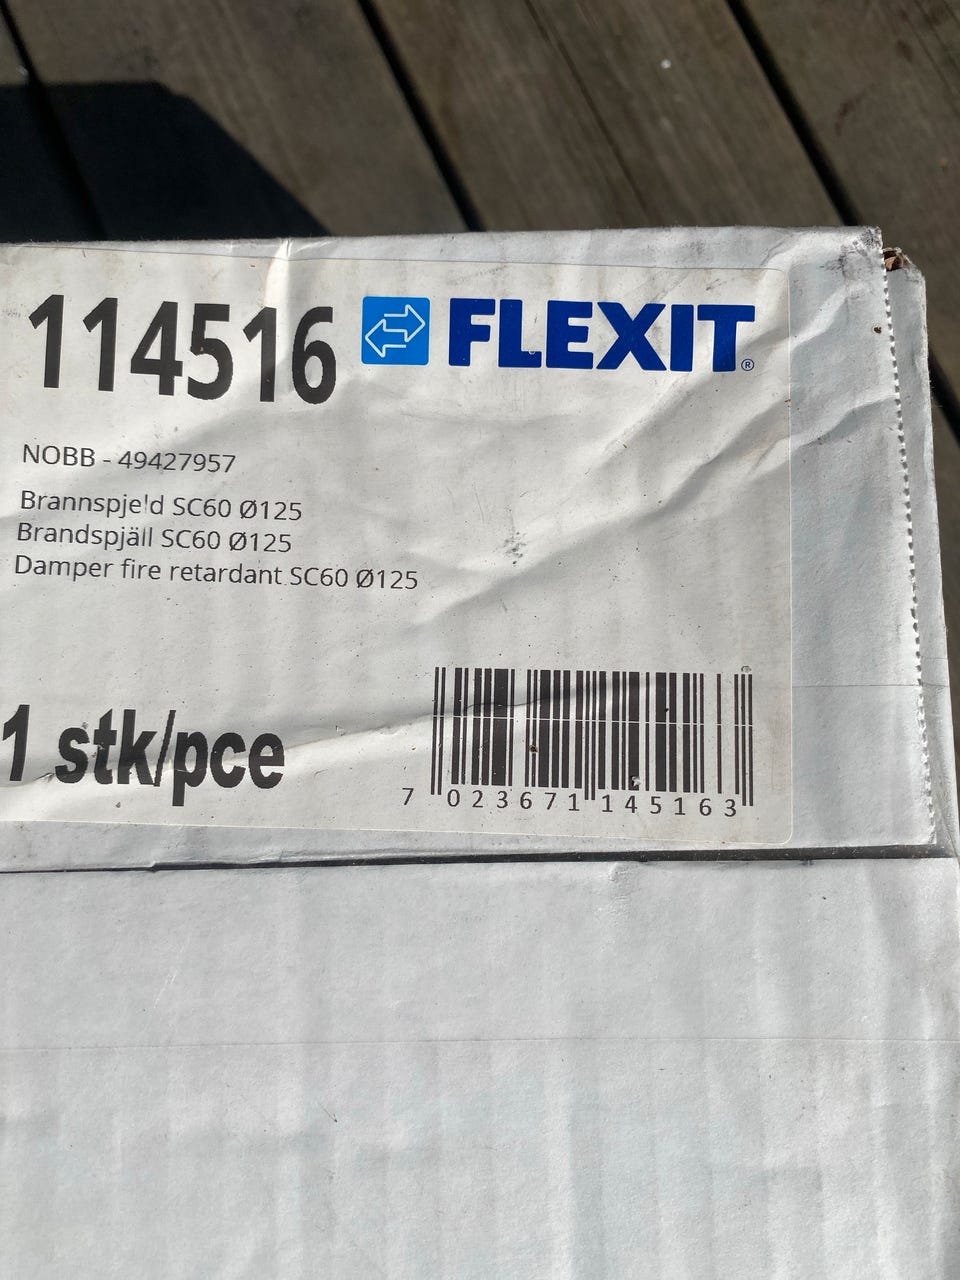 114516 FLEXIT®
NOBB - 49427957
Brannspjeld SC60 Ø125
Brandspjäll SC60 Ø125
Damper fire retardant SC60 Ø125
1 stk/pce
7 023671 145163